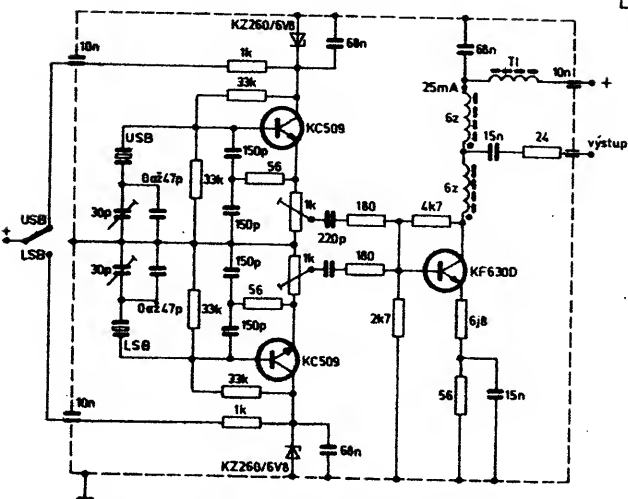 KZ260/6V8
10n
1k
68n
33k
KC509
USB
150p
56
0až47p
33k
30p
150p
1k
USB
+
LSB
30p
0až47p
150p
56
33k
1k
150p
LSB
KC509
33k
10n
1k
68n
KZ260/6V8
68n
Tl
10n
+
25mA
6z
15n
24
výstup
6z
180
4k7
220p
180
KF630D
2k7
6j8
56
15n